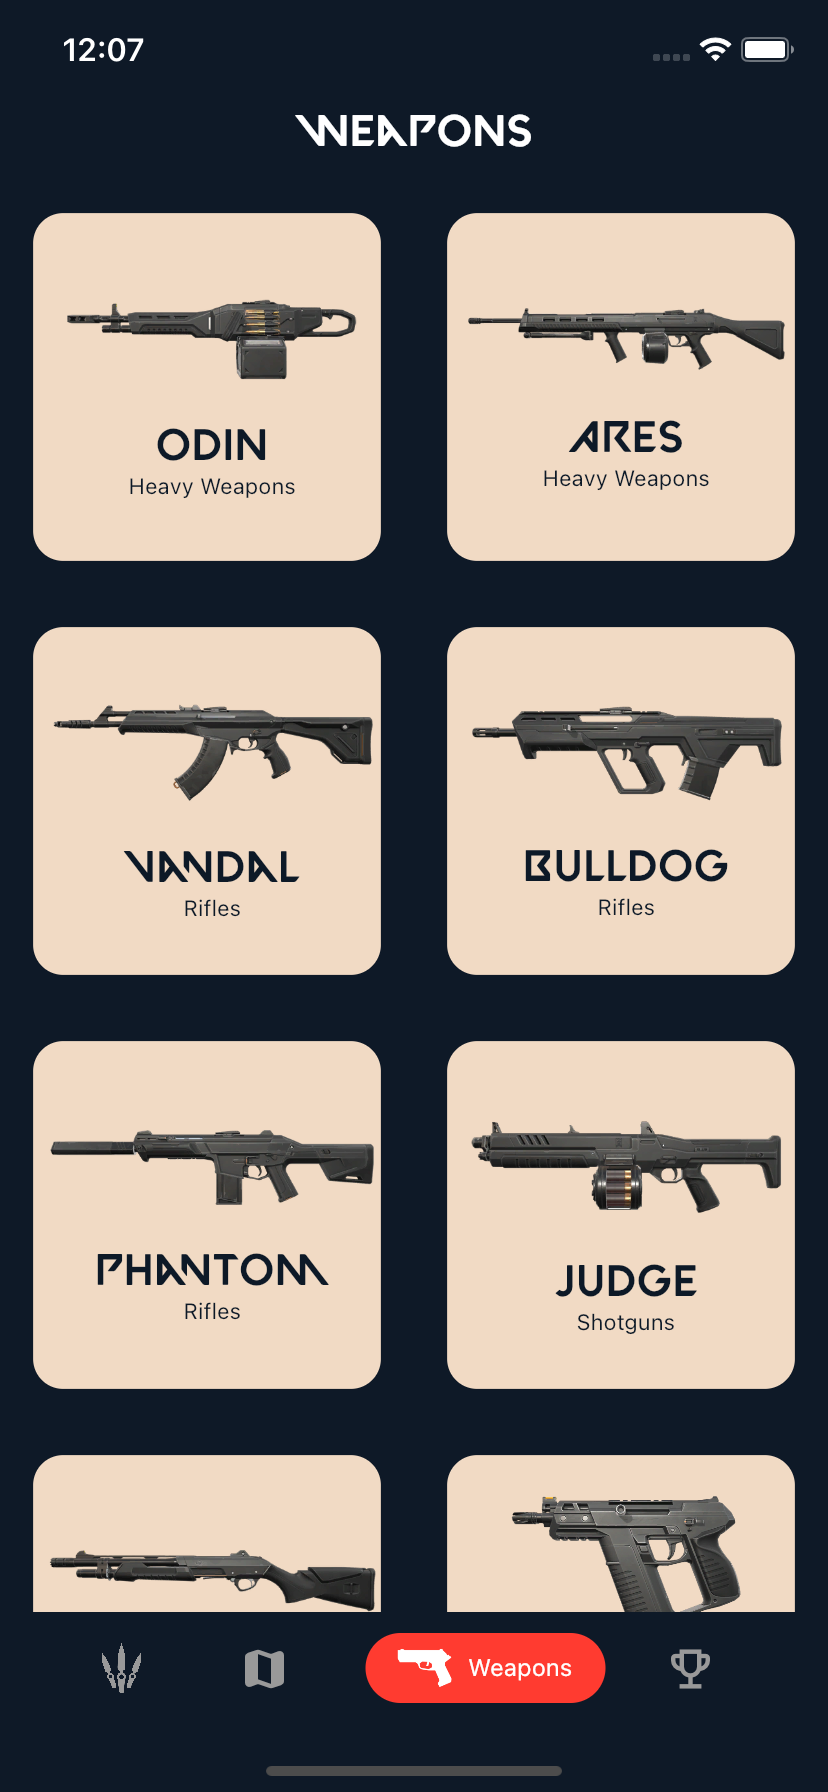 12:07
WEAPONS
ODIN
Heavy Weapons
ARES
Heavy Weapons
VANDAL
Rifles
BULLDOG
Rifles
PHANTOM
Rifles
JUDGE
Shotguns
Weapons